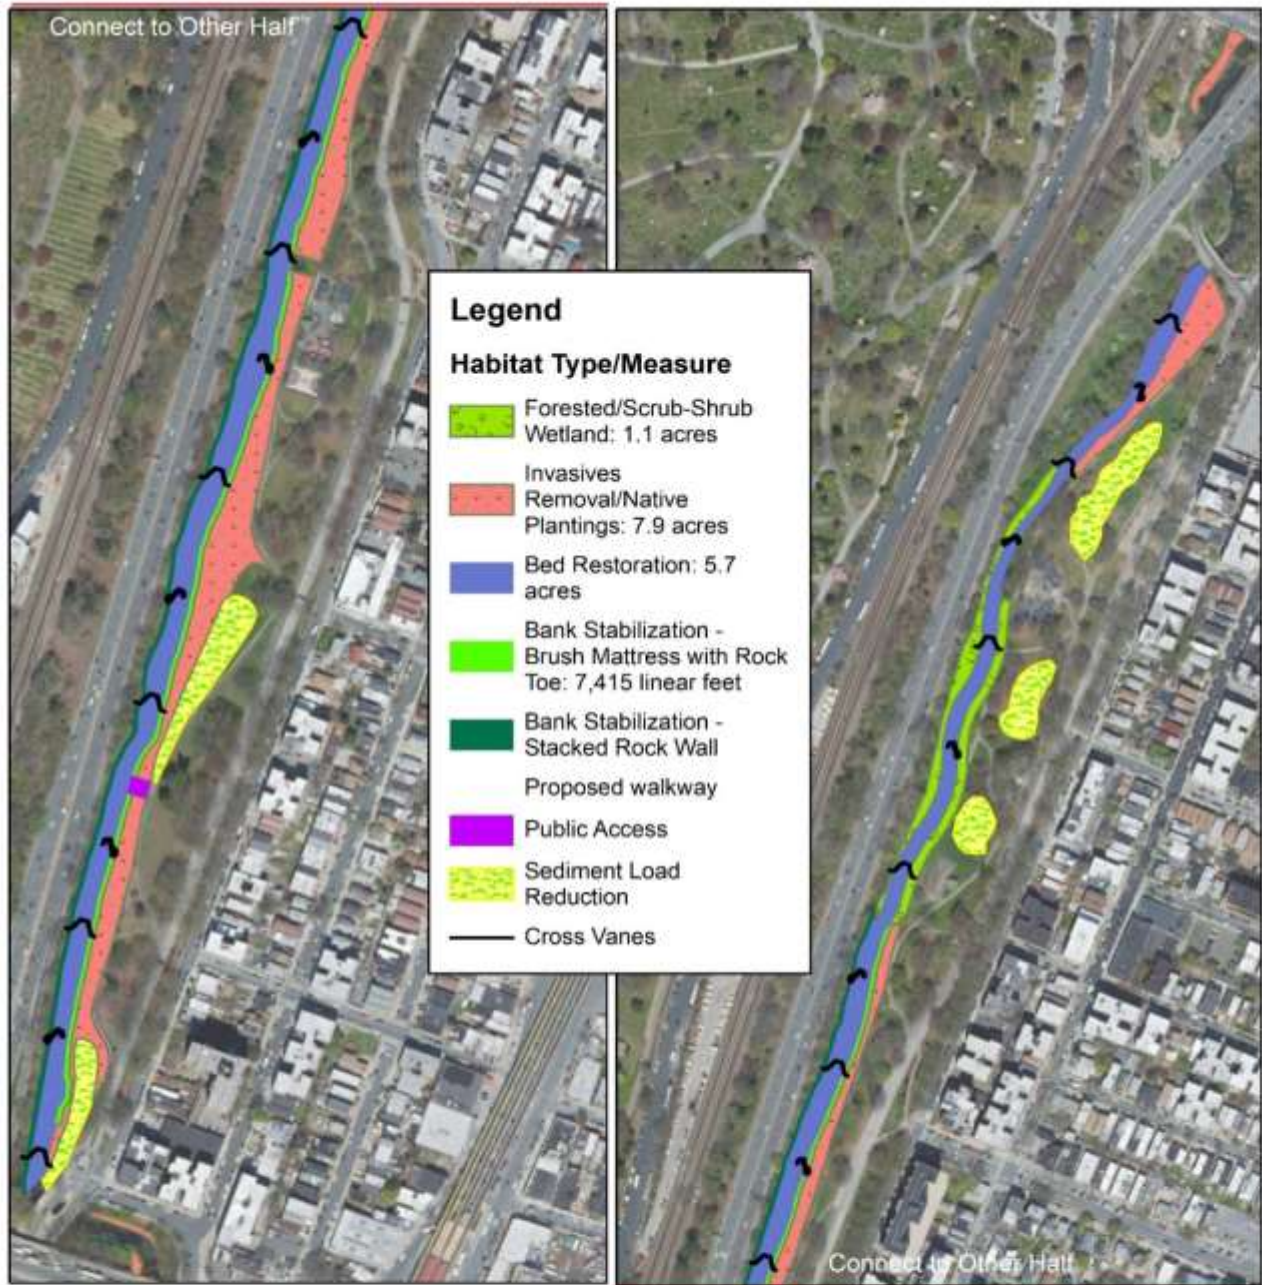 Connect to Other Half
Legend
Habitat Type/Measure
Forested/Scrub-Shrub
Wetland: 1.1 acres
Invasives
Removal/Native
Plantings: 7.9 acres
Bed Restoration: 5.7
acres
Bank Stabilization -
Brush Mattress with Rock
Toe: 7,415 linear feet
Bank Stabilization -
Stacked Rock Wall
Proposed walkway
Public Access
Sediment Load
Reduction
Cross Vanes
Connect to Other Half